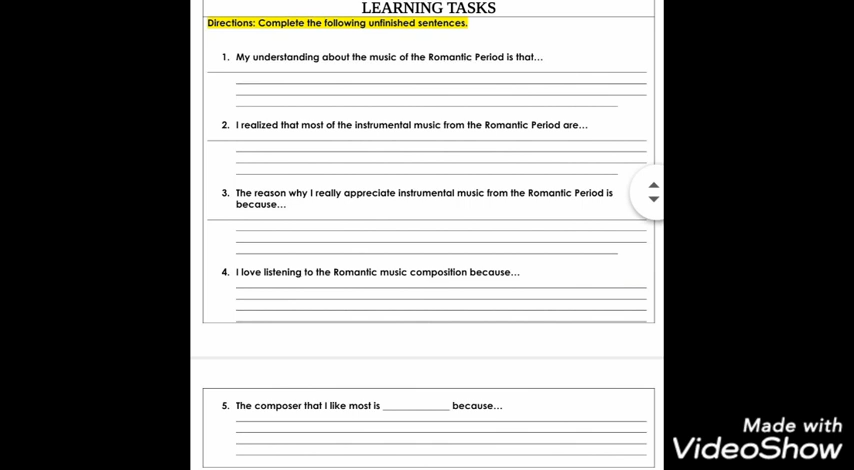 LEARNING TASKS
Directions: Complete the following unfinished sentences.
1. My understanding about the music of the Romantic Period is that...
2. I realized that most of the instrumental music from the Romantic Period are...
3. The reason why I really appreciate instrumental music from the Romantic Period is
because...
4. I love listening to the Romantic music composition because...
5. The composer that I like most is ______________ because...
Made with
VideoShow